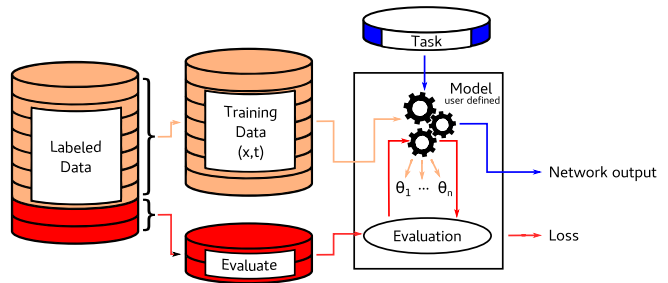 Task
Labeled
Data
Training
Data
(x,t)
Model
user defined
θ1 ... θn
Network output
Evaluation
Loss
Evaluate